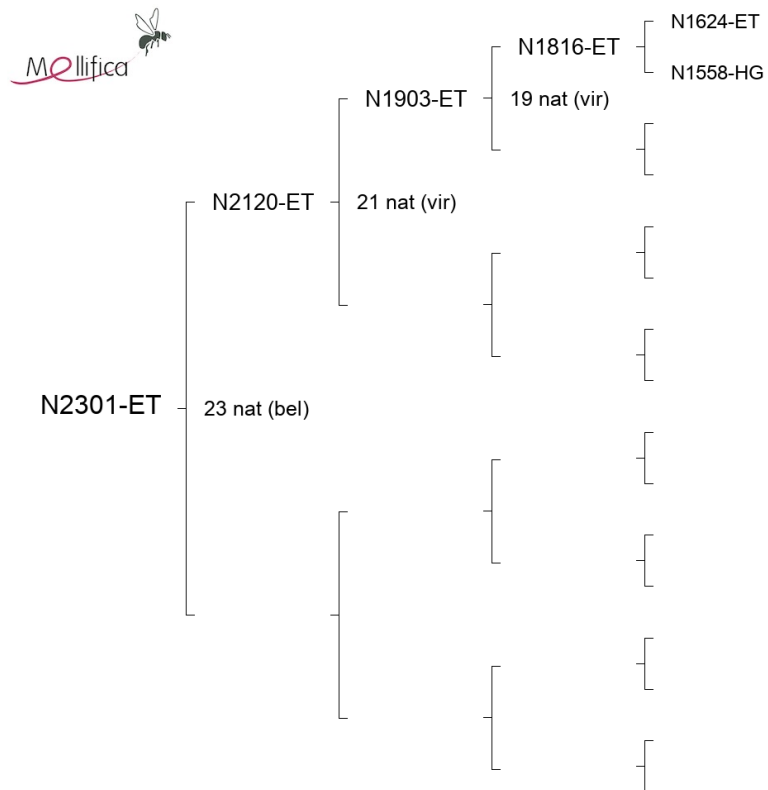 Mellifica
N1624-ET
N1816-ET
N1558-HG
N1903-ET
19 nat (vir)
N2120-ET
21 nat (vir)
N2301-ET
23 nat (bel)